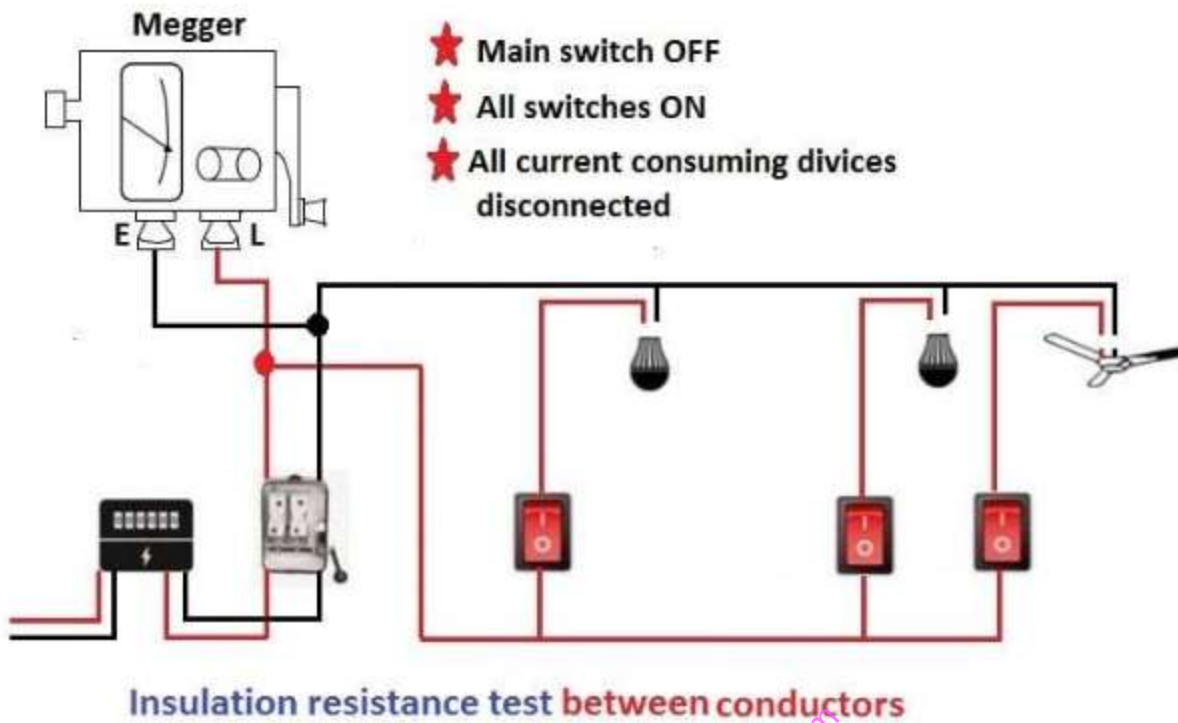 Megger
Main switch OFF
All switches ON
All current consuming divices
disconnected
E L
Insulation resistance test between conductors